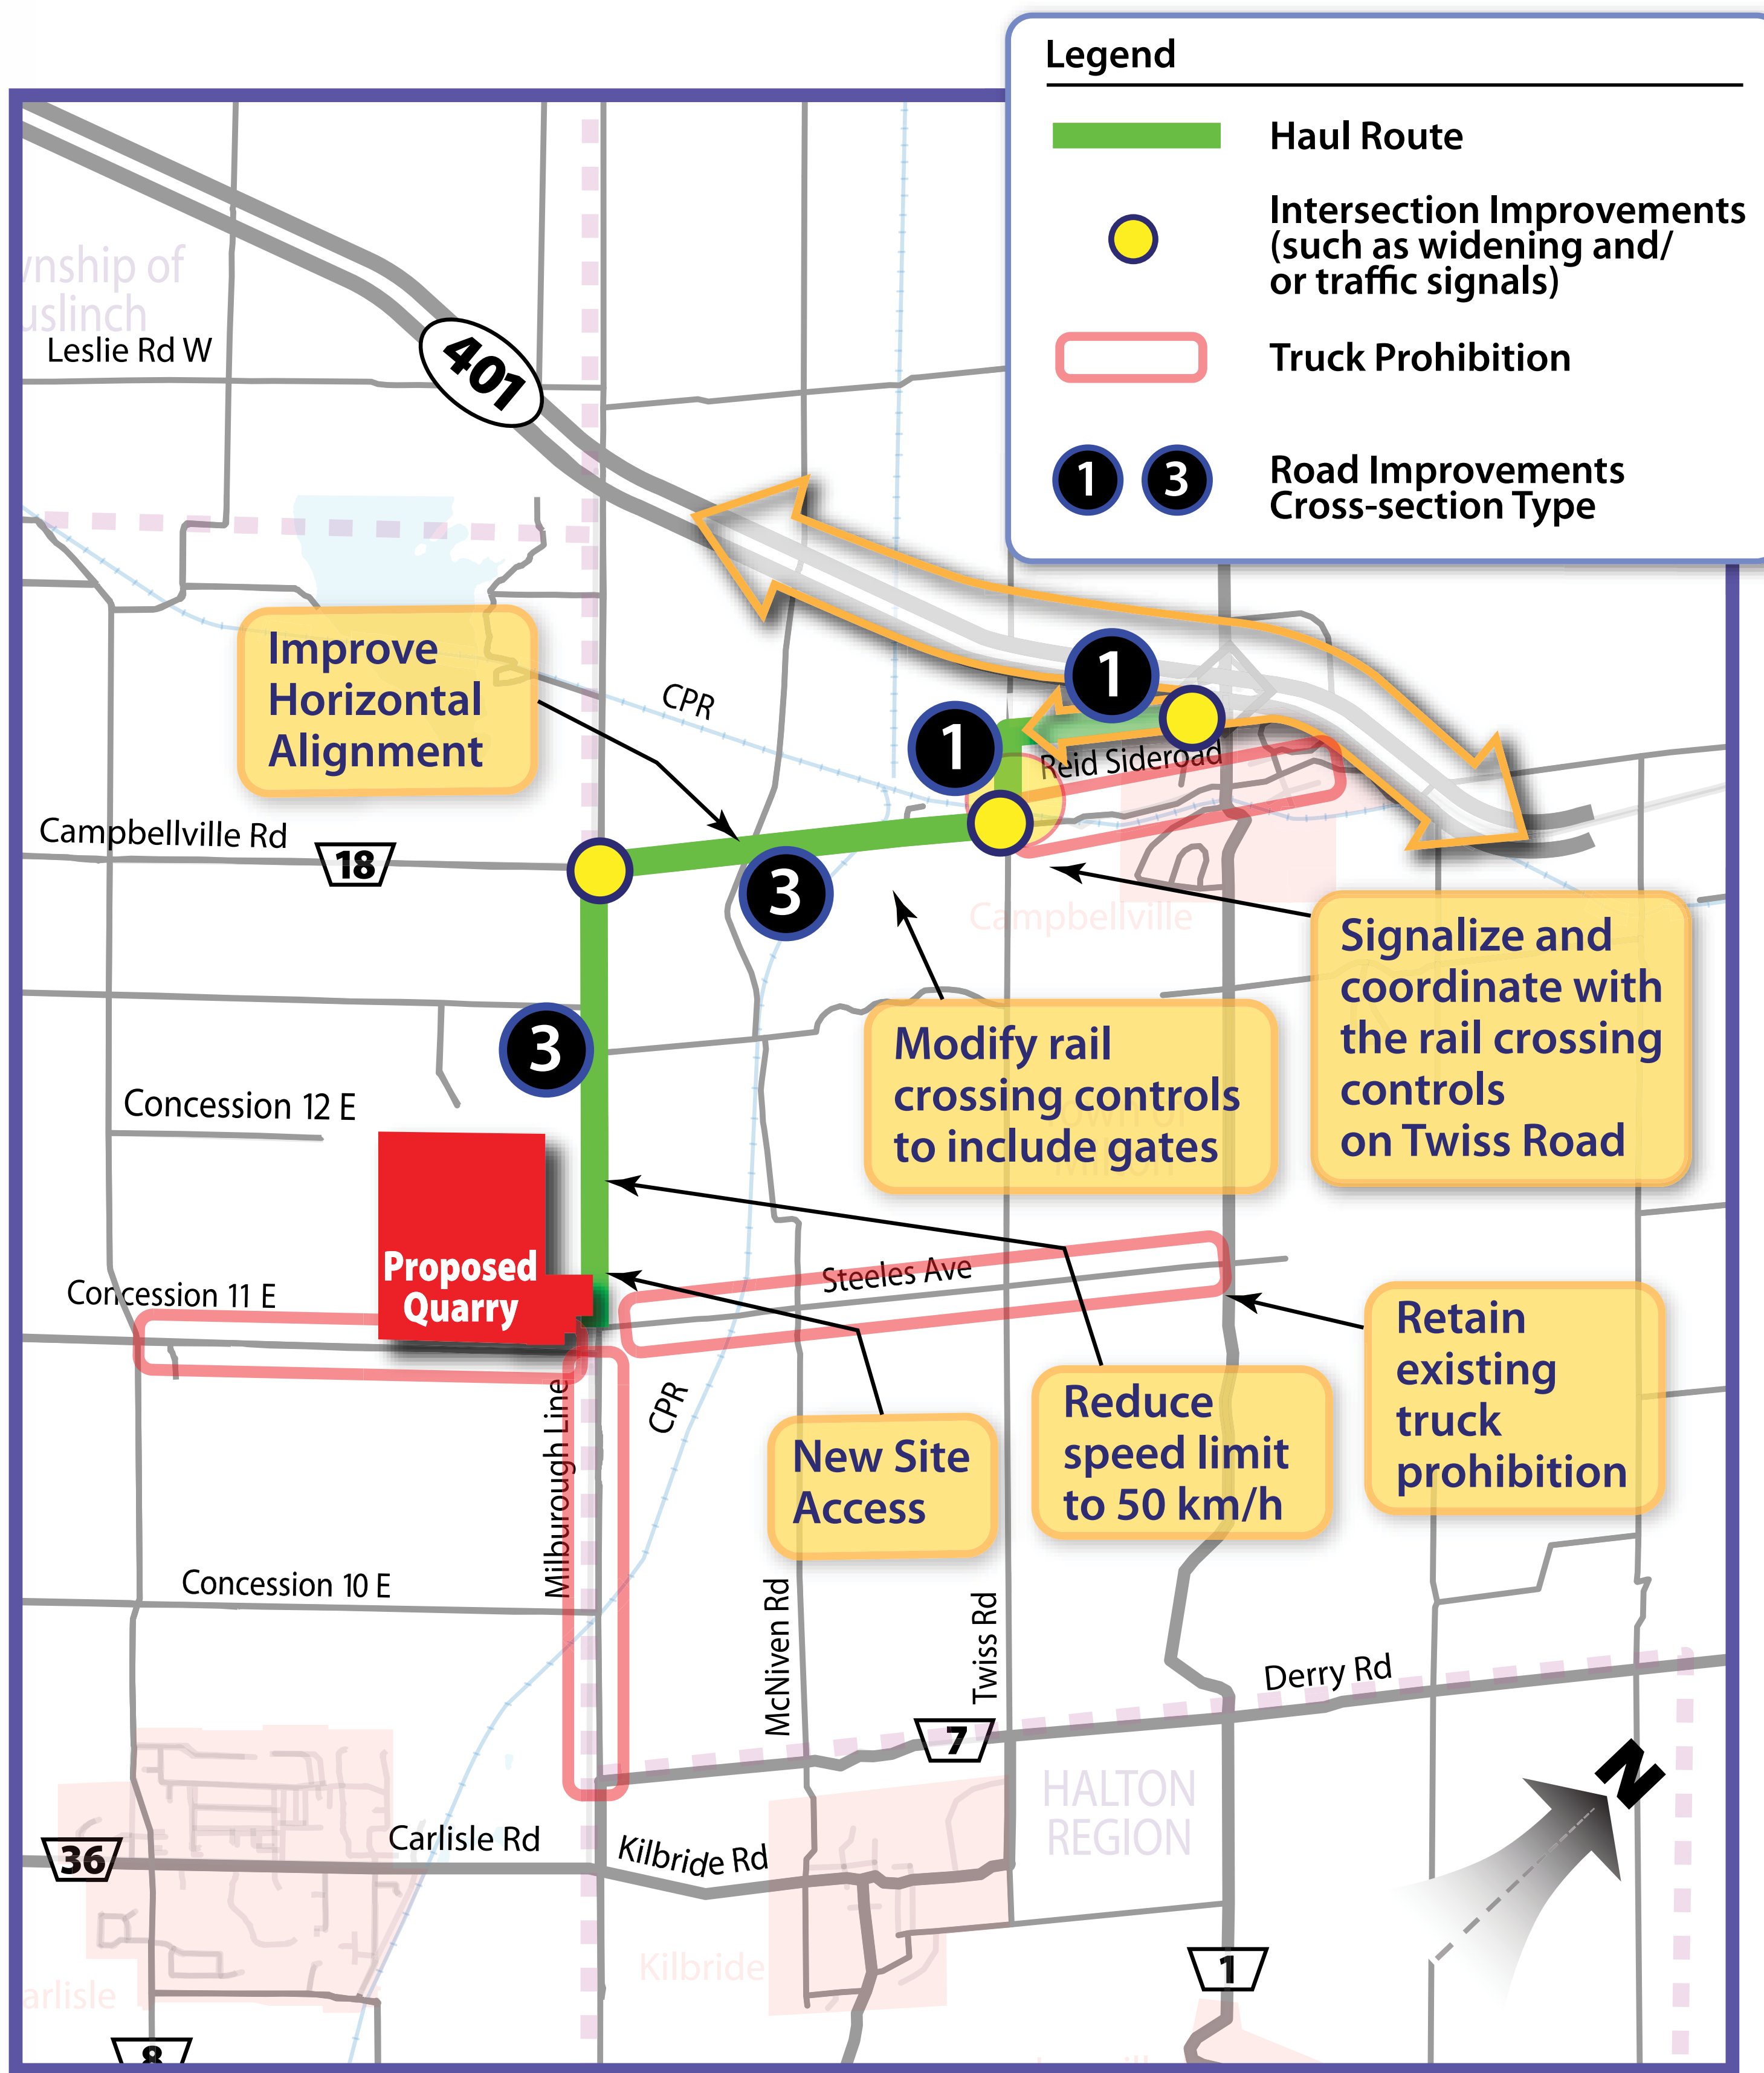 Legend
Haul Route
Intersection Improvements
(such as widening and/
or traffic signals)
Truck Prohibition
1 3
Road Improvements
Cross-section Type
Leslie Rd W
401
Improve
Horizontal
Alignment
CPR
1
1
Reid Sideroad
Campbellville Rd
18
3
Campbellville
Signalize and
coordinate with
the rail crossing
controls
on Twiss Road
Modify rail
crossing controls
to include gates
3
Concession 12 E
Proposed
Quarry
Concession 11 E
Steeles Ave
Retain
existing
truck
prohibition
Reduce
speed limit
to 50 km/h
New Site
Access
Milburough Line
CPR
Concession 10 E
McNiven Rd
Twiss Rd
Derry Rd
7
HALTON
REGION
N
Carlisle Rd
Kilbride Rd
36
Kilbride
1
8